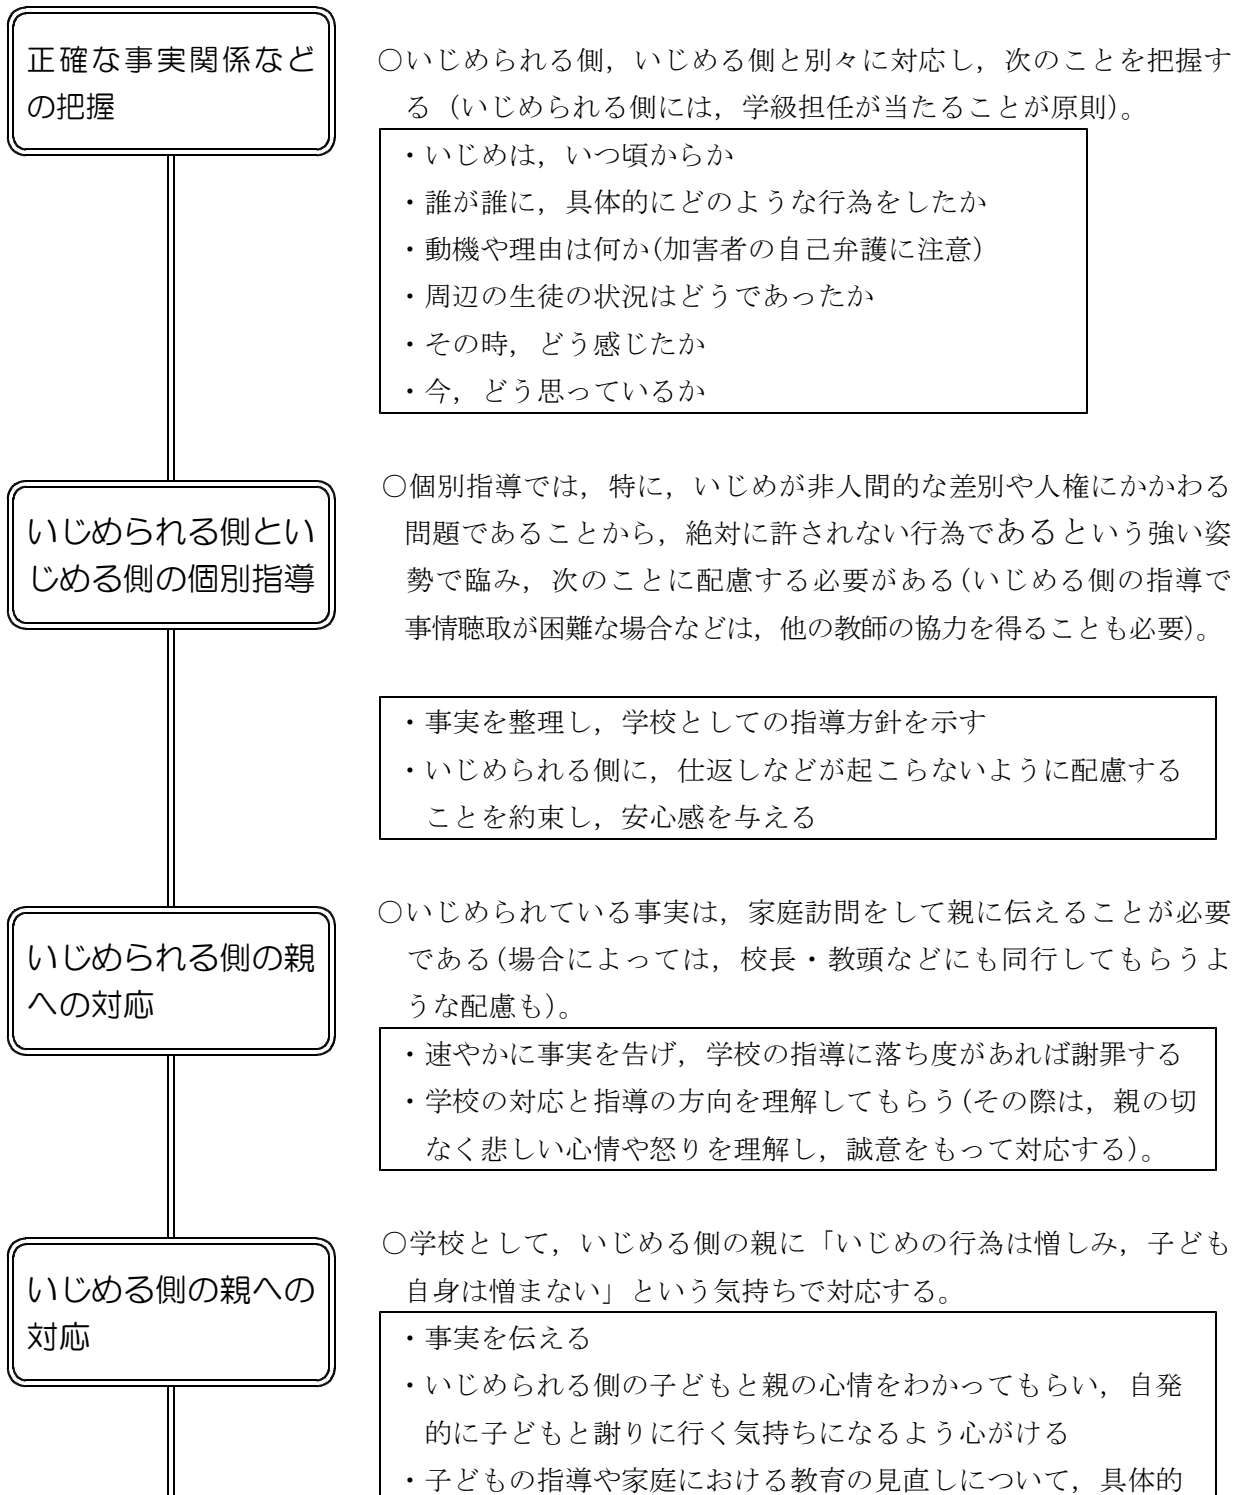 正確な事実関係など
の把握
○いじめられる側，いじめる側と別々に対応し，次のことを把握す
る（いじめられる側には，学級担任が当たることが原則）。
・いじめは，いつ頃からか
・誰が誰に，具体的にどのような行為をしたか
・動機や理由は何か(加害者の自己弁護に注意)
・周辺の生徒の状況はどうであったか
・その時，どう感じたか
・今，どう思っているか
いじめられる側とい
じめる側の個別指導
○個別指導では，特に，いじめが非人間的な差別や人権にかかわる
問題であることから，絶対に許されない行為であるという強い姿
勢で臨み，次のことに配慮する必要がある(いじめる側の指導で
事情聴取が困難な場合などは，他の教師の協力を得ることも必要)。
・事実を整理し，学校としての指導方針を示す
・いじめられる側に，仕返しなどが起こらないように配慮する
ことを約束し，安心感を与える
いじめられる側の親
への対応
○いじめられている事実は，家庭訪問をして親に伝えることが必要
である(場合によっては，校長・教頭などにも同行してもらうよ
うな配慮も)。
・速やかに事実を告げ，学校の指導に落ち度があれば謝罪する
・学校の対応と指導の方向を理解してもらう(その際は，親の切
なく悲しい心情や怒りを理解し，誠意をもって対応する)。
いじめる側の親への
対応
○学校として，いじめる側の親に「いじめの行為は憎しみ，子ども
自身は憎まない」という気持ちで対応する。
・事実を伝える
・いじめられる側の子どもと親の心情をわかってもらい，自発
的に子どもと謝りに行く気持ちになるよう心がける
・子どもの指導や家庭における教育の見直しについて，具体的